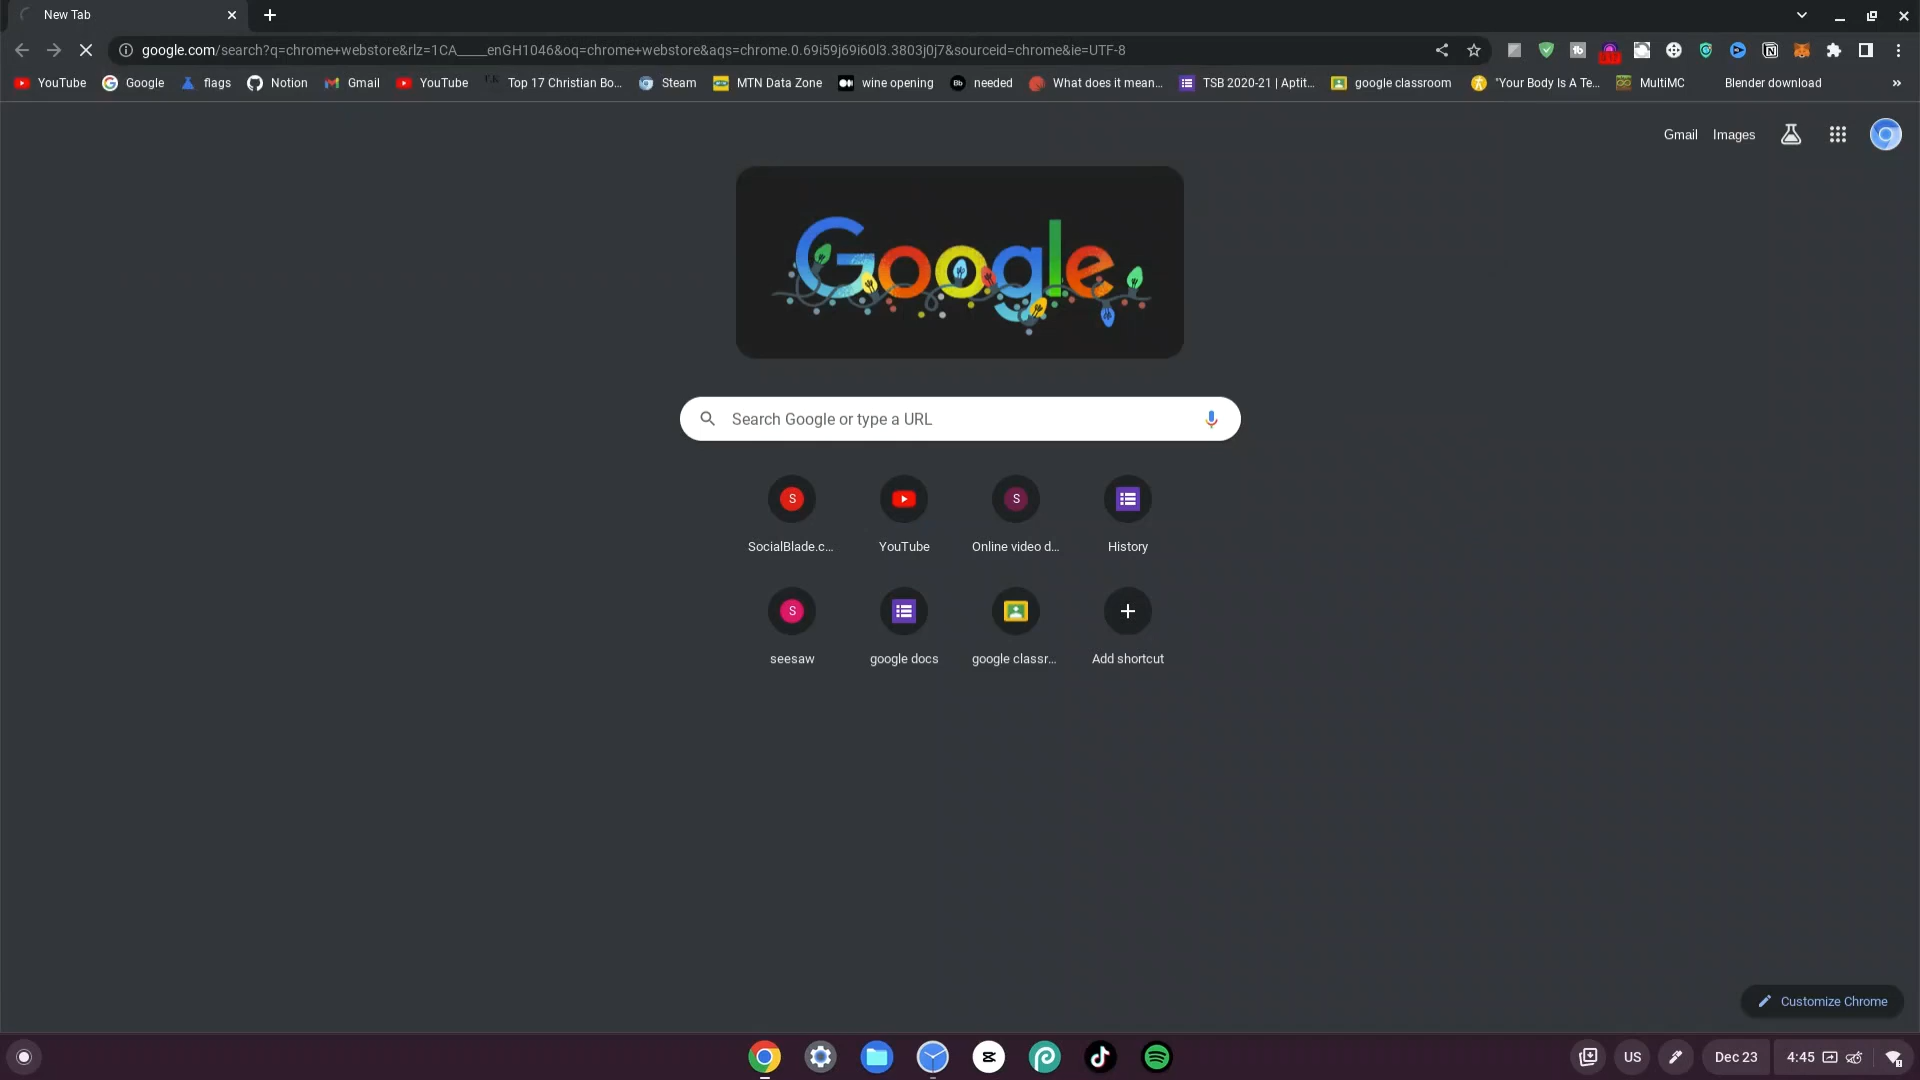 New Tab
google.com/search?q=chrome+webstore&rlz=1CA_____enGH1046&oq=chrome+webstore&aqs=chrome.0.69i59j69i60l3.3803j0j7&sourceid=chrome&ie=UTF-8
YouTube Google flags Notion Gmail YouTube Top 17 Christian Bo... Steam MTN Data Zone wine opening needed What does it mean... TSB 2020-21 | Aptit... google classroom "Your Body Is A Te... MultiMC Blender download »
Gmail Images
Google
Search Google or type a URL
S S
SocialBlade.c... YouTube Online video d... History
S
seesaw google docs google classr... Add shortcut
Customize Chrome
US Dec 23 4:45